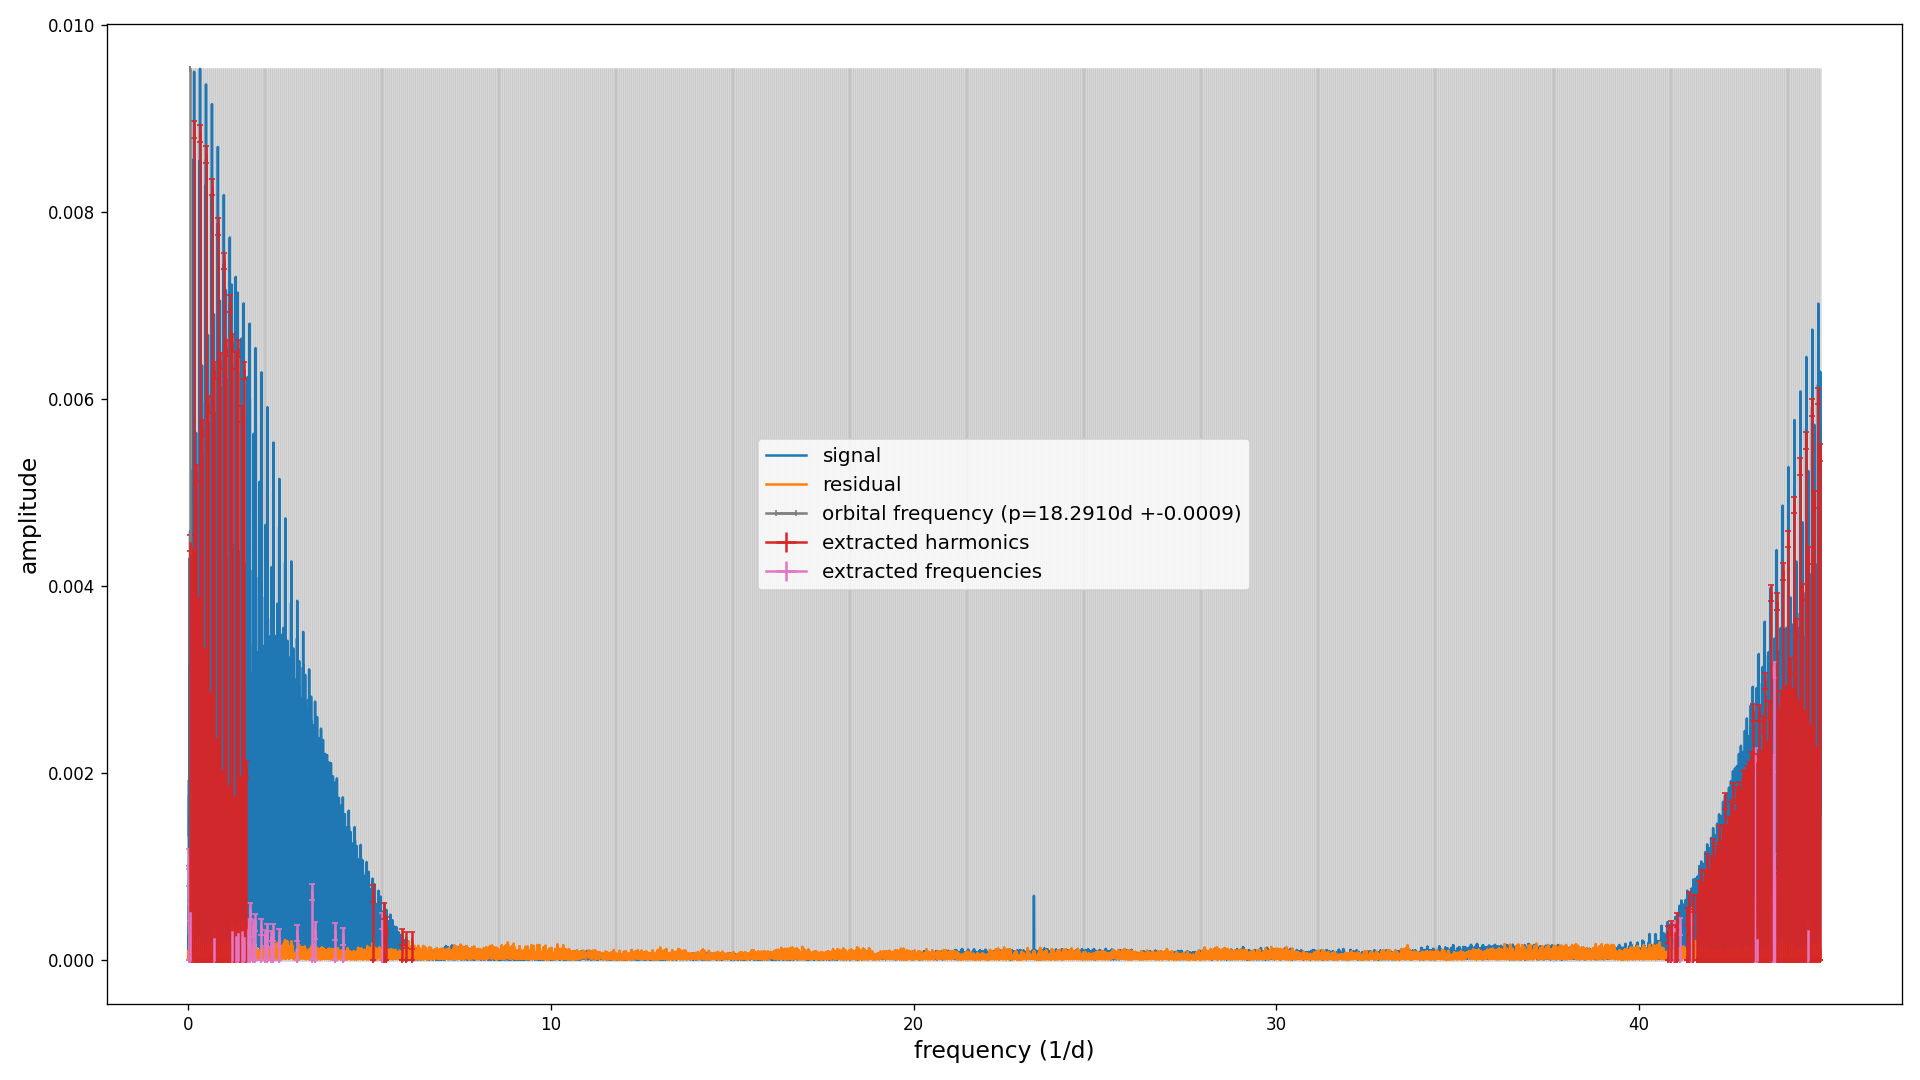 0.010
0.008
0.006
0.004
0.002
0.000
amplitude
signal
residual
orbital frequency (p=18.2910d +-0.0009)
extracted harmonics
extracted frequencies
0
10
20
30
40
frequency (1/d)